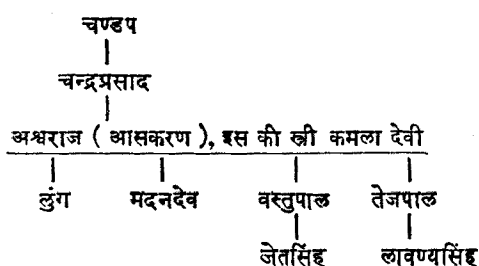 चण्डप
चन्द्रप्रसाद
अश्वराज ( आसकरण ), इस की स्त्री कमला देवी
लुंग मदनदेव वस्तुपाल तेजपाल
जेतसिंह लावण्यसिंह